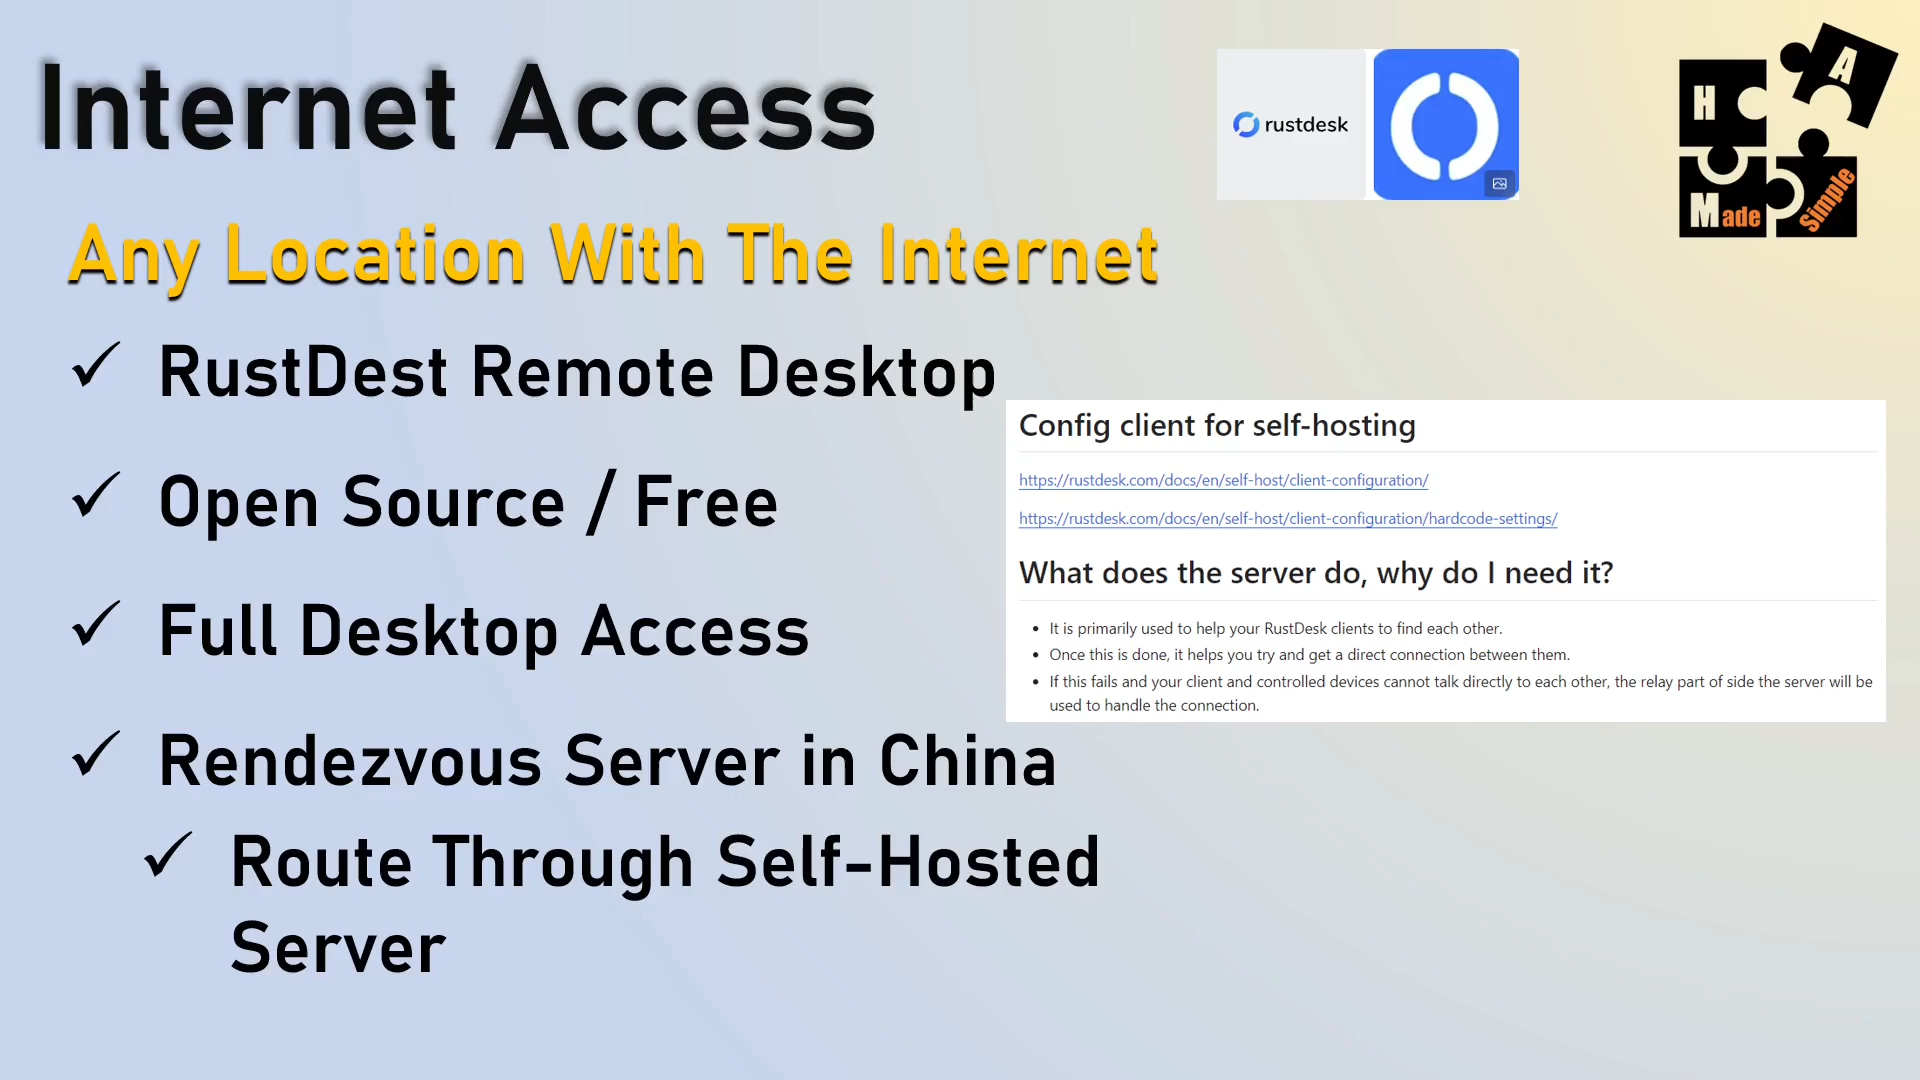 Internet Access
rustdesk
H
A
Made
Simple
Any Location With The Internet
✓ RustDest Remote Desktop
✓ Open Source / Free
✓ Full Desktop Access
✓ Rendezvous Server in China
✓ Route Through Self-Hosted
Server
Config client for self-hosting
https://rustdesk.com/docs/en/self-host/client-configuration/
https://rustdesk.com/docs/en/self-host/client-configuration/hardcode-settings/
What does the server do, why do I need it?
• It is primarily used to help your RustDesk clients to find each other.
• Once this is done, it helps you try and get a direct connection between them.
• If this fails and your client and controlled devices cannot talk directly to each other, the relay part of side the server will be
used to handle the connection.